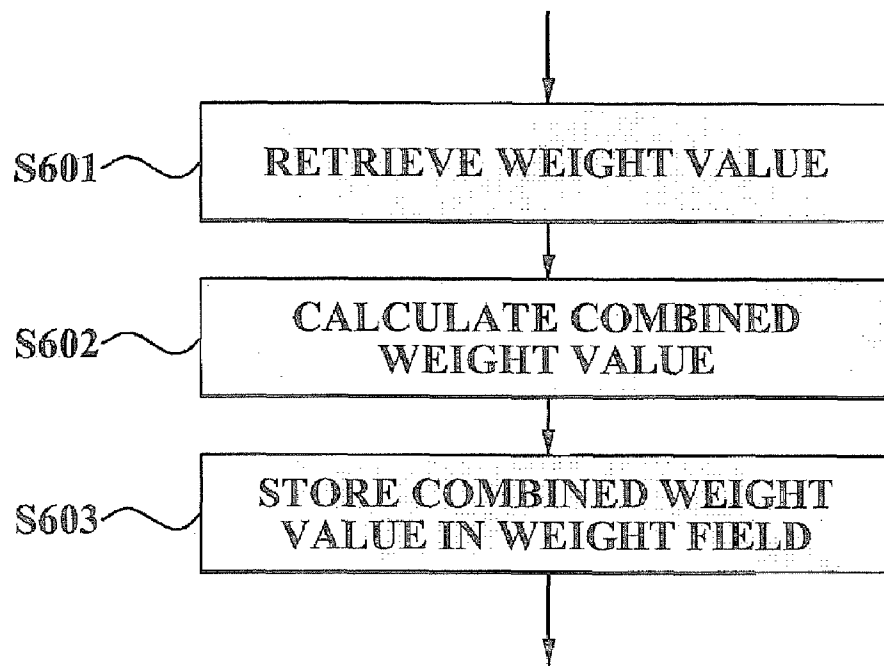 S601
RETRIEVE WEIGHT VALUE
S602
CALCULATE COMBINED
WEIGHT VALUE
S603
STORE COMBINED WEIGHT
VALUE IN WEIGHT FIELD